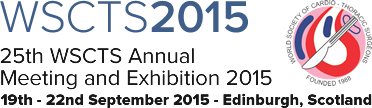 WSCTS2015
25th WSCTS Annual
Meeting and Exhibition 2015
19th - 22nd September 2015 - Edinburgh, Scotland
WORLD SOCIETY OF CARDIO - THORACIC SURGEONS
FOUNDED 1988